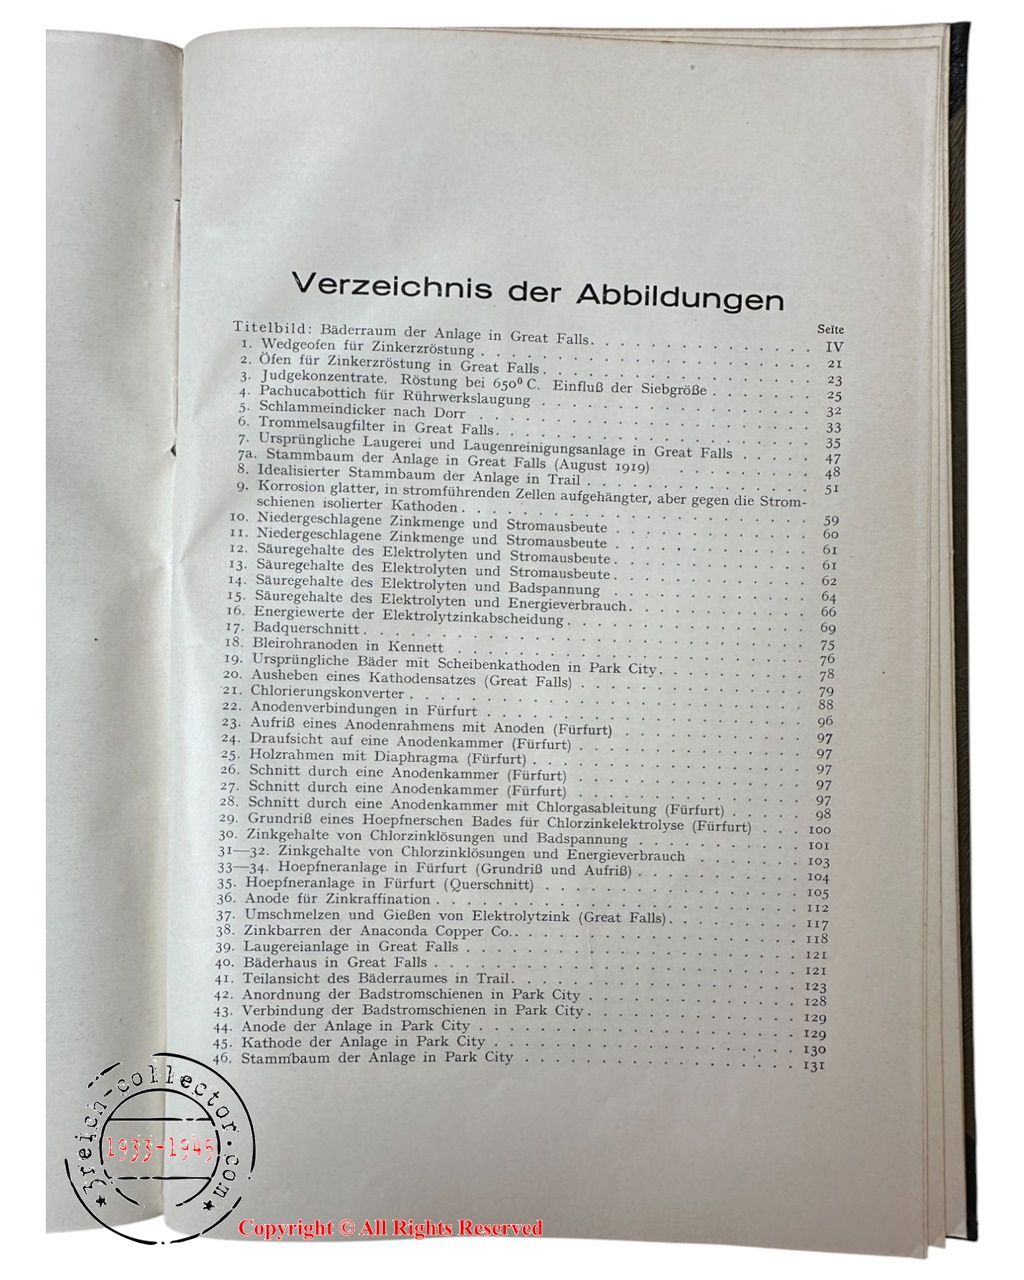 Verzeichnis der Abbildungen
Seite
Titelbild: Bäderraum der Anlage in Great Falls. . . . . . . . . . . . . . IV
1. Wedgeofen für Zinkerzröstung . . . . . . . . . . . . . . 21
2. Öfen für Zinkerzröstung in Great Falls . . . . . . . . . . . . . . 23
3. Judgekonzentrate. Röstung bei 650° C. Einfluß der Siebgröße . . . . . . . 25
4. Pachucabottich für Rührwerkslaugung . . . . . . . . . . . . . . 32
5. Schlammeindicker nach Dorr . . . . . . . . . . . . . . 33
6. Trommelsaugfilter in Great Falls. . . . . . . . . . . . . . 35
7. Ursprüngliche Laugerei und Laugenreinigungsanlage in Great Falls . . . . . 47
7a. Stammbaum der Anlage in Great Falls (August 1919) . . . . . . . . 48
8. Idealisierter Stammbaum der Anlage in Trail . . . . . . . . . . . . 51
9. Korrosion glatter, in stromführenden Zellen aufgehängter, aber gegen die Strom-
schienen isolierter Kathoden . . . . . . . . . . . . . . 59
10. Niedergeschlagene Zinkmenge und Stromausbeute . . . . . . . . . . 60
11. Niedergeschlagene Zinkmenge und Stromausbeute . . . . . . . . . . 61
12. Säuregehalte des Elektrolyten und Stromausbeute . . . . . . . . . . 61
13. Säuregehalte des Elektrolyten und Stromausbeute . . . . . . . . . . 62
14. Säuregehalte des Elektrolyten und Badspannung . . . . . . . . . . 64
15. Säuregehalte des Elektrolyten und Energieverbrauch . . . . . . . . . . 66
16. Energiewerte der Elektrolytzinkabscheidung . . . . . . . . . . . . 69
17. Badquerschnitt . . . . . . . . . . . . . . 75
18. Bleirohranoden in Kennett . . . . . . . . . . . . . . 76
19. Ursprüngliche Bäder mit Scheibenkathoden in Park City . . . . . . . . 78
20. Ausheben eines Kathodensatzes (Great Falls) . . . . . . . . . . . . 79
21. Chlorierungskonverter . . . . . . . . . . . . . . 88
22. Anodenverbindungen in Fürfurt . . . . . . . . . . . . . . 96
23. Aufriß eines Anodenrahmens mit Anoden (Fürfurt) . . . . . . . . . . 97
24. Draufsicht auf eine Anodenkammer (Fürfurt) . . . . . . . . . . . . 97
25. Holzrahmen mit Diaphragma (Fürfurt) . . . . . . . . . . . . . . 97
26. Schnitt durch eine Anodenkammer (Fürfurt) . . . . . . . . . . . . 97
27. Schnitt durch eine Anodenkammer (Fürfurt) . . . . . . . . . . . . 97
28. Schnitt durch eine Anodenkammer mit Chlorgasableitung (Fürfurt) . . . . . 98
29. Grundriß eines Hoepfnerschen Bades für Chlorzinkelektrolyse (Fürfurt) . . . 100
30. Zinkgehalte von Chlorzinklösungen und Badspannung . . . . . . . . . 101
31—32. Zinkgehalte von Chlorzinklösungen und Energieverbrauch . . . . . . . 103
33—34. Hoepfneranlage in Fürfurt (Grundriß und Aufriß) . . . . . . . . . . 104
35. Hoepfneranlage in Fürfurt (Querschnitt) . . . . . . . . . . . . . . 105
36. Anode für Zinkraffination . . . . . . . . . . . . . . 112
37. Umschmelzen und Gießen von Elektrolytzink (Great Falls) . . . . . . . . 117
38. Zinkbarren der Anaconda Copper Co. . . . . . . . . . . . . . . 118
39. Laugereianlage in Great Falls . . . . . . . . . . . . . . 121
40. Bäderhaus in Great Falls . . . . . . . . . . . . . . 121
41. Teilansicht des Bäderraumes in Trail . . . . . . . . . . . . . . 123
42. Anordnung der Badstromschienen in Park City . . . . . . . . . . . . 128
43. Verbindung der Badstromschienen in Park City . . . . . . . . . . . . 129
44. Anode der Anlage in Park City . . . . . . . . . . . . . . 129
45. Kathode der Anlage in Park City . . . . . . . . . . . . . . 130
46. Stammbaum der Anlage in Park City . . . . . . . . . . . . . . 131
3reich-collector.com
1933-1945
Copyright © All Rights Reserved